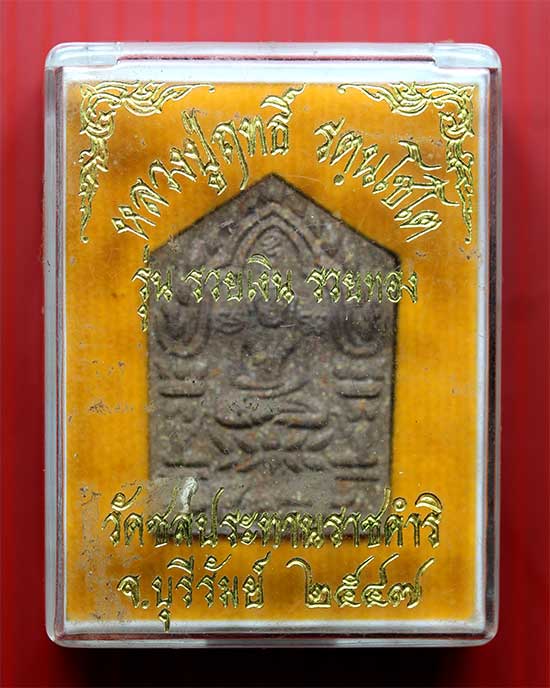 หลวงปู่ฤทธิ์ รตนโชโต
รุ่น รวยเงิน รวยทอง
วัดชลประทานราชดำริ
จ.บุรีรัมย์ ๒๕๔๗